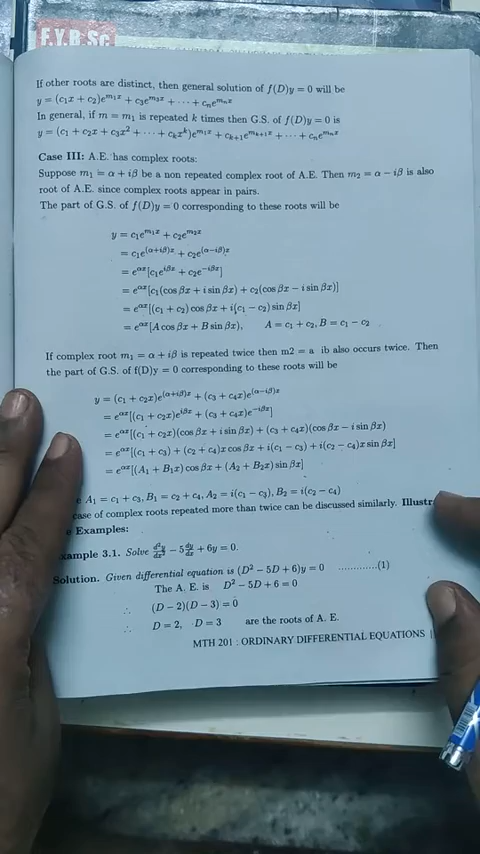 F.Y.B.Sc
If other roots are distinct, then general solution of f(D)y = 0 will be
y = (c₁x + c₂)e^{m₁x} + c₃e^{m₃x} + ··· + cₙe^{mₙx}
In general, if m = m₁ is repeated k times then G.S. of f(D)y = 0 is
y = (c₁ + c₂x + c₃x² + ··· + cₖxᵏ)e^{m₁x} + cₖ₊₁e^{mₖ₊₁x} + ··· + cₙe^{mₙx}
Case III: A.E. has complex roots:
Suppose m₁ = α + iβ be a non repeated complex root of A.E. Then m₂ = α − iβ is also
root of A.E. since complex roots appear in pairs.
The part of G.S. of f(D)y = 0 corresponding to these roots will be
y = c₁e^{m₁x} + c₂e^{m₂x}
= c₁e^{(α+iβ)x} + c₂e^{(α−iβ)x}
= e^{αx}[c₁e^{iβx} + c₂e^{−iβx}]
= e^{αx}[c₁(cos βx + i sin βx) + c₂(cos βx − i sin βx)]
= e^{αx}[(c₁ + c₂) cos βx + i(c₁ − c₂) sin βx]
= e^{αx}[A cos βx + B sin βx), A = c₁ + c₂, B = c₁ − c₂
If complex root m₁ = α + iβ is repeated twice then m2 = a ib also occurs twice. Then
the part of G.S. of f(D)y = 0 corresponding to these roots will be
y = (c₁ + c₂x)e^{(α+iβ)x} + (c₃ + c₄x)e^{(α−iβ)x}
= e^{αx}[(c₁ + c₂x)e^{iβx} + (c₃ + c₄x)e^{−iβx}]
= e^{αx}[(c₁ + c₂x)(cos βx + i sin βx) + (c₃ + c₄x)(cos βx − i sin βx]
= e^{αx}[(c₁ + c₃) + (c₂ + c₄)x cos βx + i(c₁ − c₃) + i(c₂ − c₄)x sin βx]
= e^{αx}[(A₁ + B₁x) cos βx + (A₂ + B₂x) sin βx]
e A₁ = c₁ + c₃, B₁ = c₂ + c₄, A₂ = i(c₁ − c₃), B₂ = i(c₂ − c₄)
case of complex roots repeated more than twice can be discussed similarly. Illustr
e Examples:
xample 3.1. Solve d²y/dx² − 5 dy/dx + 6y = 0.
Solution. Given differential equation is (D² − 5D + 6)y = 0 ............(1)
The A. E. is D² − 5D + 6 = 0
∴ (D − 2)(D − 3) = 0
∴ D = 2, D = 3 are the roots of A. E.
MTH 201 : ORDINARY DIFFERENTIAL EQUATIONS |